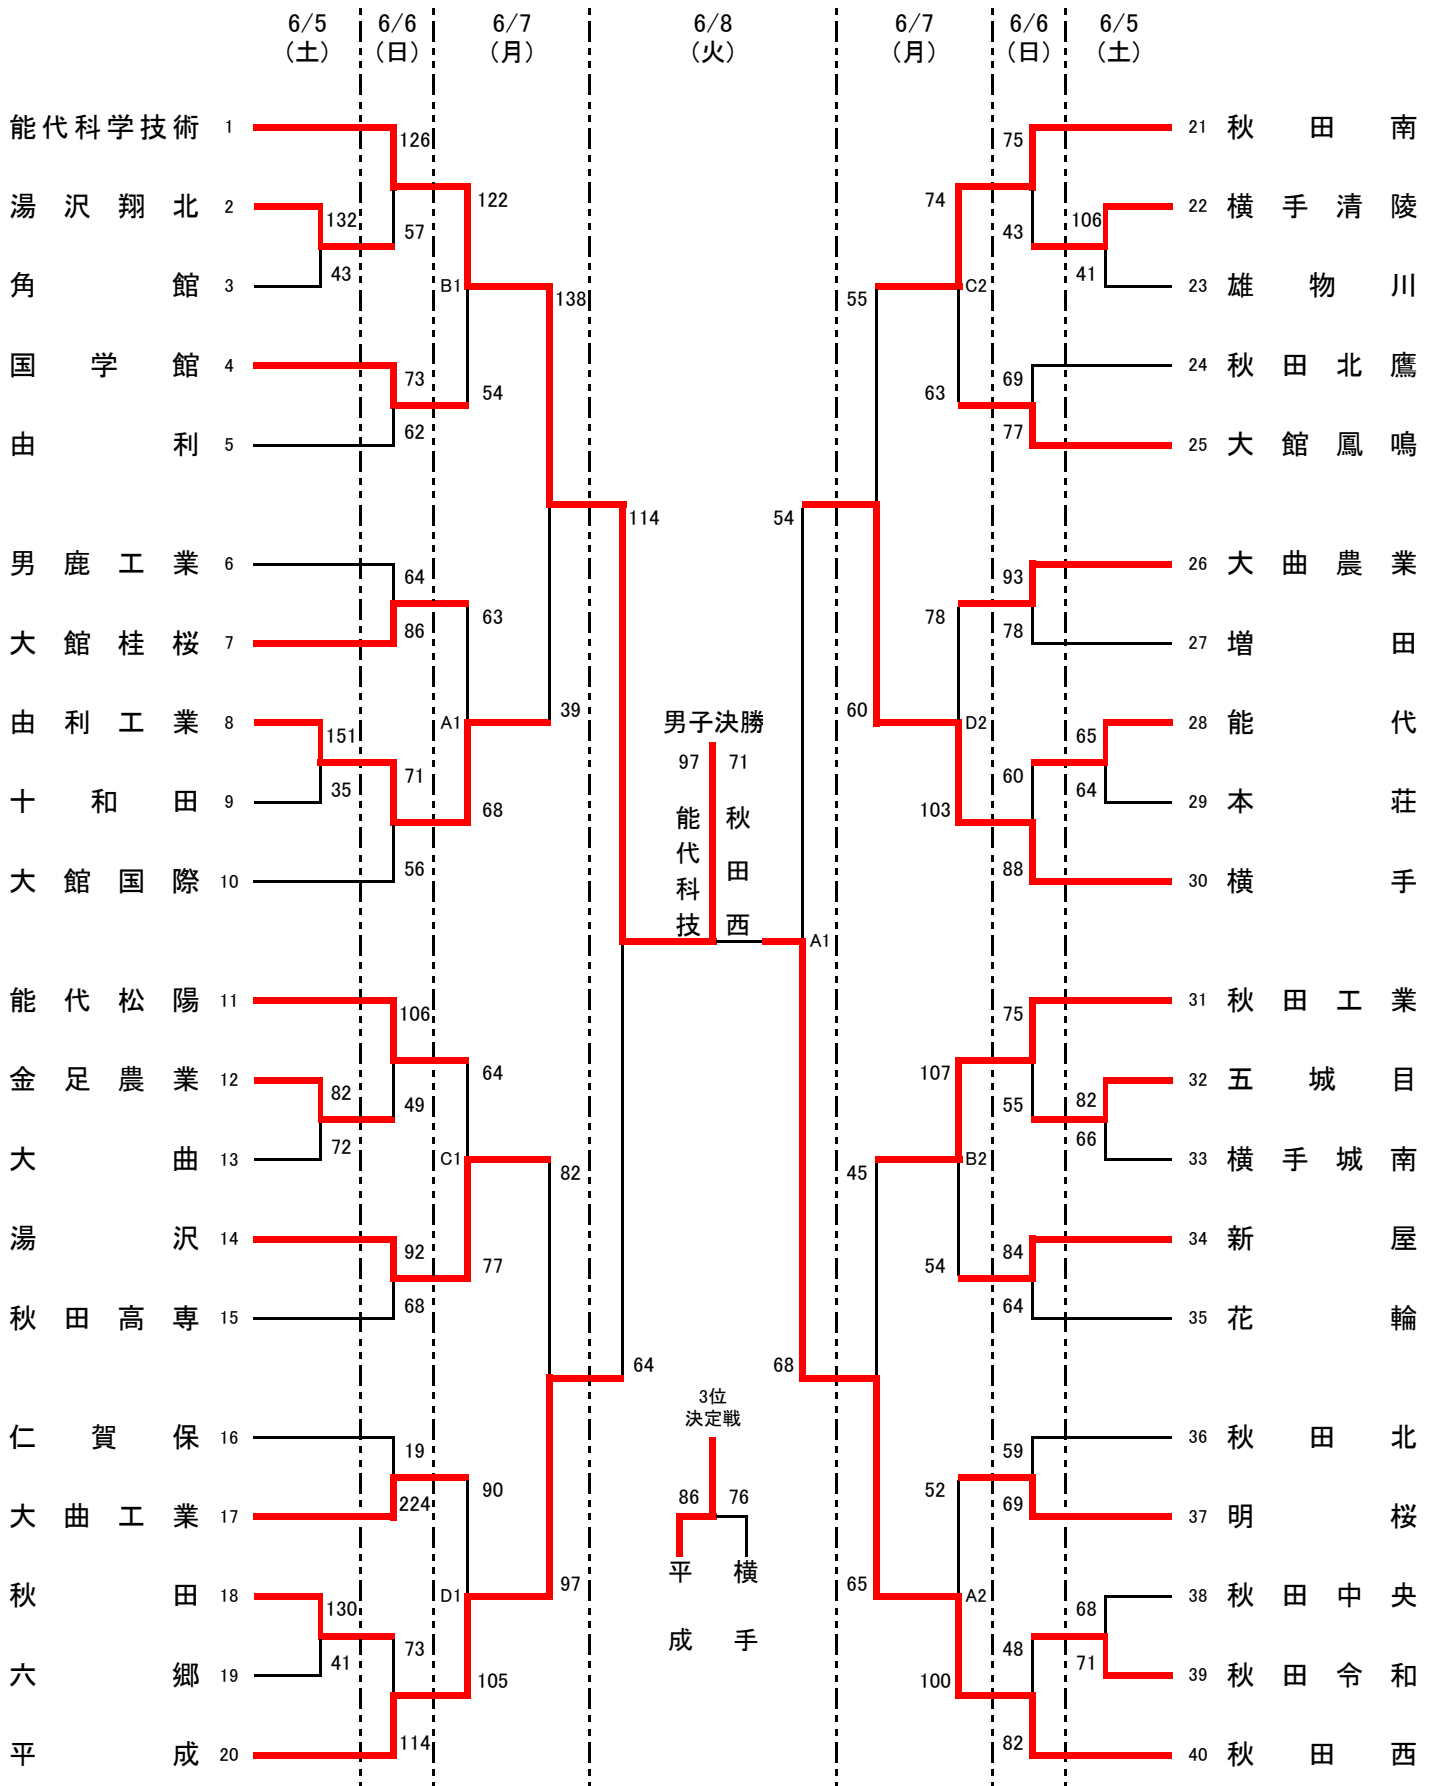 6/5 6/6 6/7 6/8 6/7 6/6 6/5
(土) (日) (月) (火) (月) (日) (土)
能代科学技術 1
湯沢翔北 2
角館 3
国学館 4
由利 5
男鹿工業 6
大館桂桜 7
由利工業 8
十和田 9
大館国際 10
能代松陽 11
金足農業 12
大曲 13
湯沢 14
秋田高専 15
仁賀保 16
大曲工業 17
秋田 18
六郷 19
平成 20
132
43
151
35
82
72
130
41
126
57
73
62
64
86
71
56
106
49
92
68
19
224
73
114
122
B1
54
63
A1
68
64
C1
77
90
D1
105
138
39
82
97
114
64
男子決勝
97 71
能代科技
秋田西
3位
決定戦
86 76
平成
横手
54
A1
68
55
60
45
65
74
C2
63
78
D2
103
107
B2
54
52
A2
100
75
43
69
77
93
78
60
88
75
55
84
64
59
69
48
82
106
41
65
64
82
66
68
71
21 秋田南
22 横手清陵
23 雄物川
24 秋田北鷹
25 大館鳳鳴
26 大曲農業
27 増田
28 能代
29 本荘
30 横手
31 秋田工業
32 五城目
33 横手城南
34 新屋
35 花輪
36 秋田北
37 明桜
38 秋田中央
39 秋田令和
40 秋田西